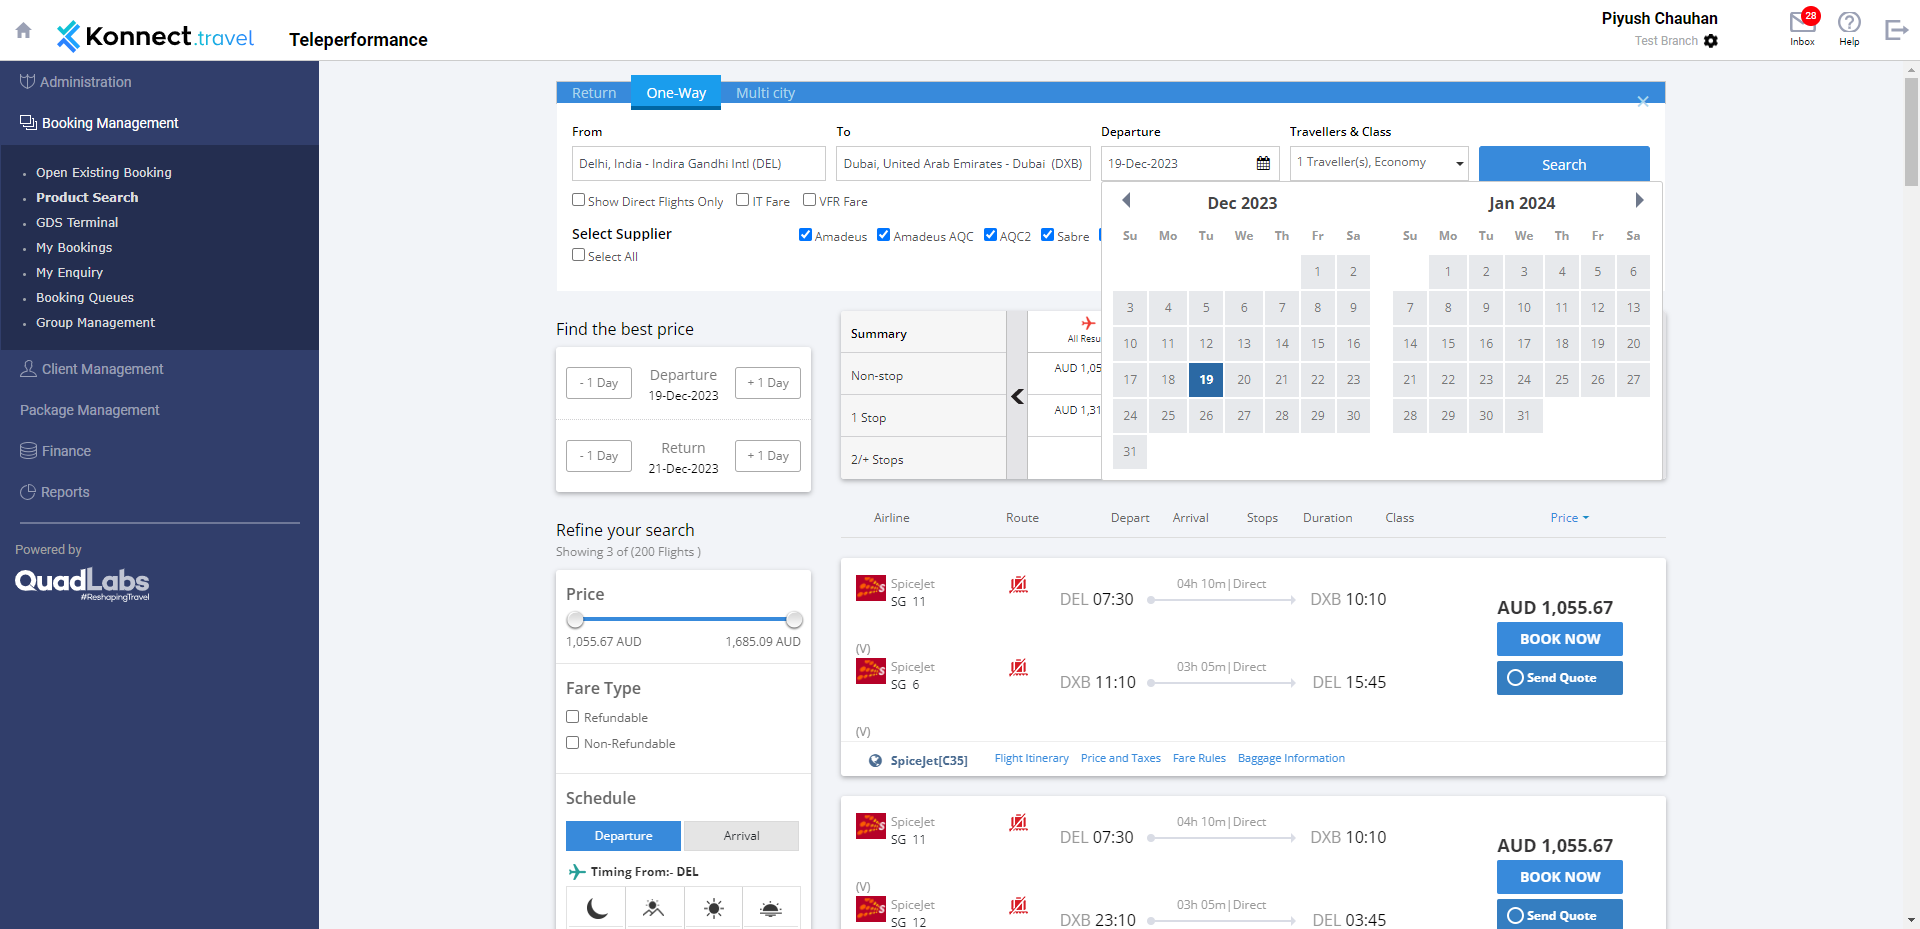 Konnect.travel
Teleperformance
Piyush Chauhan
Test Branch
28
Inbox
Help
Administration
Booking Management
Open Existing Booking
Product Search
GDS Terminal
My Bookings
My Enquiry
Booking Queues
Group Management
Client Management
Package Management
Finance
Reports
Powered by
QuadLabs
#ReshapingTravel
Return One-Way Multi city
From To Departure Travellers & Class
Delhi, India - Indira Gandhi Intl (DEL) Dubai, United Arab Emirates - Dubai (DXB) 19-Dec-2023 1 Traveller(s), Economy Search
Show Direct Flights Only IT Fare VFR Fare
Select Supplier Amadeus Amadeus AQC AQC2 Sabre
Select All
Dec 2023
Su Mo Tu We Th Fr Sa
1 2
3 4 5 6 7 8 9
10 11 12 13 14 15 16
17 18 19 20 21 22 23
24 25 26 27 28 29 30
31
Jan 2024
Su Mo Tu We Th Fr Sa
1 2 3 4 5 6
7 8 9 10 11 12 13
14 15 16 17 18 19 20
21 22 23 24 25 26 27
28 29 30 31
Find the best price
- 1 Day Departure + 1 Day
19-Dec-2023
- 1 Day Return + 1 Day
21-Dec-2023
Summary
All Resu
Non-stop AUD 1,05
1 Stop AUD 1,31
2/+ Stops
Refine your search
Showing 3 of (200 Flights )
Price
1,055.67 AUD 1,685.09 AUD
Fare Type
Refundable
Non-Refundable
Schedule
Departure Arrival
Timing From:- DEL
Airline Route Depart Arrival Stops Duration Class Price
SpiceJet
SG 11
DEL 07:30 04h 10m|Direct DXB 10:10
(V)
SpiceJet
SG 6
DXB 11:10 03h 05m|Direct DEL 15:45
(V)
AUD 1,055.67
BOOK NOW
Send Quote
SpiceJet[C35] Flight Itinerary Price and Taxes Fare Rules Baggage Information
SpiceJet
SG 11
DEL 07:30 04h 10m|Direct DXB 10:10
(V)
SpiceJet
SG 12
DXB 23:10 03h 05m|Direct DEL 03:45
AUD 1,055.67
BOOK NOW
Send Quote